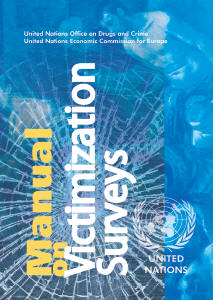 United Nations Office on Drugs and Crime
United Nations Economic Commission for Europe
Manual
on
Victimization
Surveys
UNITED
NATIONS